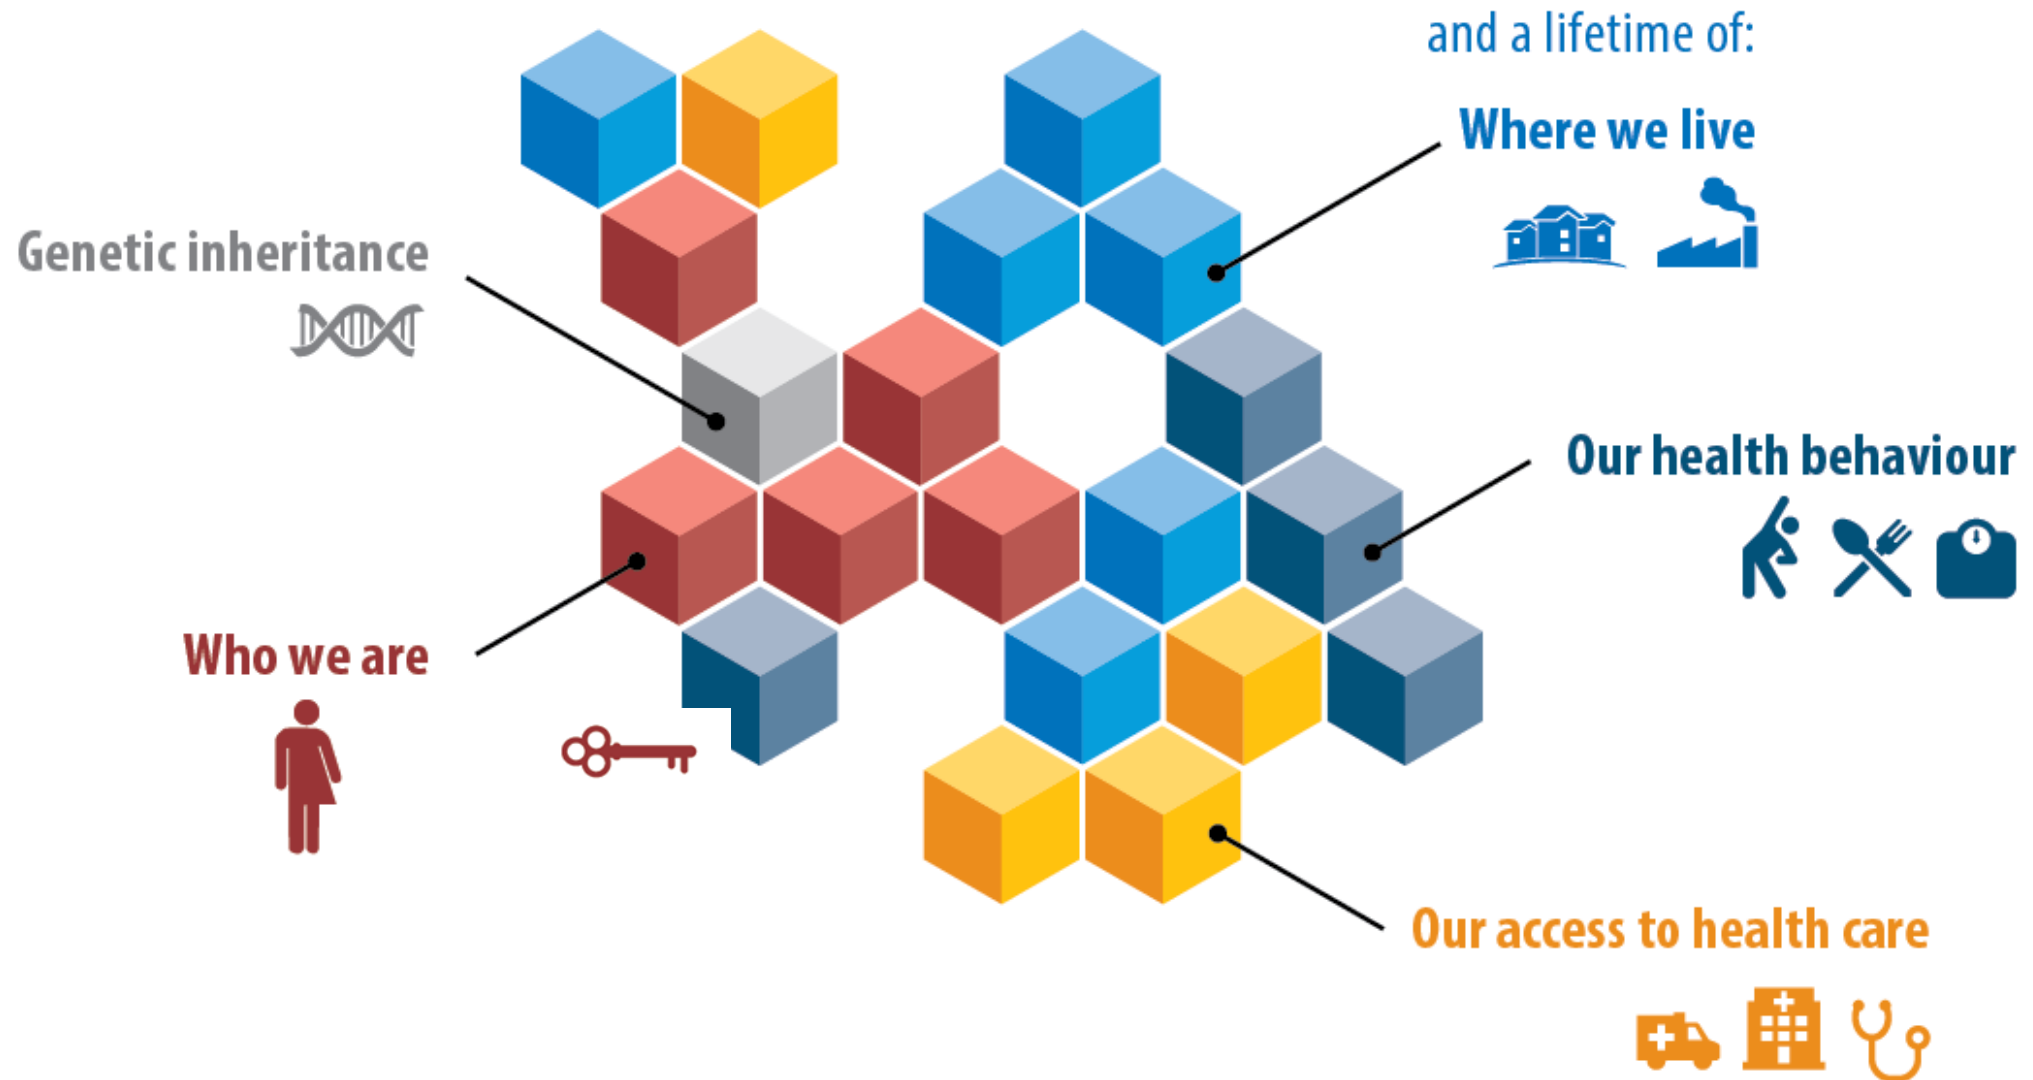 and a lifetime of:
Where we live
Genetic inheritance
Our health behaviour
Who we are
Our access to health care